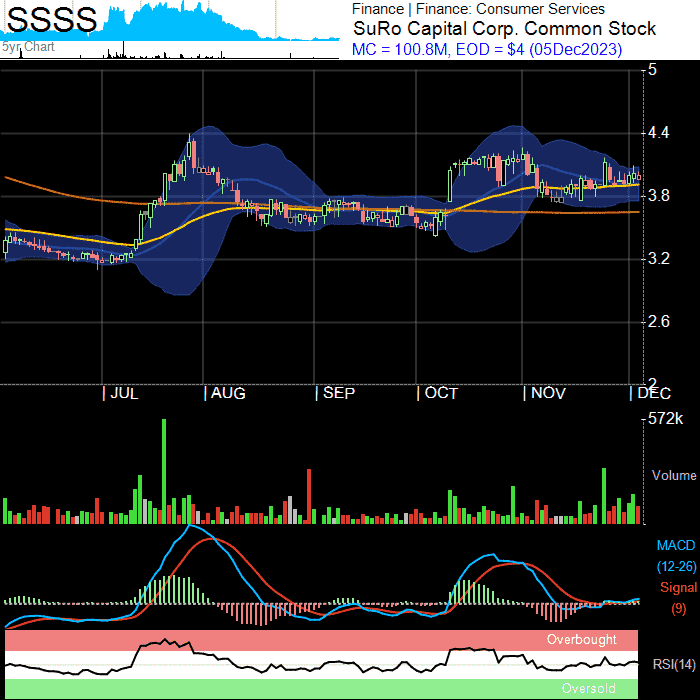 SSSS
5yr Chart
Finance | Finance: Consumer Services
SuRo Capital Corp. Common Stock
MC = 100.8M, EOD = $4 (05Dec2023)
5
4.4
3.8
3.2
2.6
2
| JUL | AUG | SEP | OCT | NOV | DEC
572k
Volume
MACD
(12-26)
Signal
(9)
Overbought
RSI(14)
Oversold